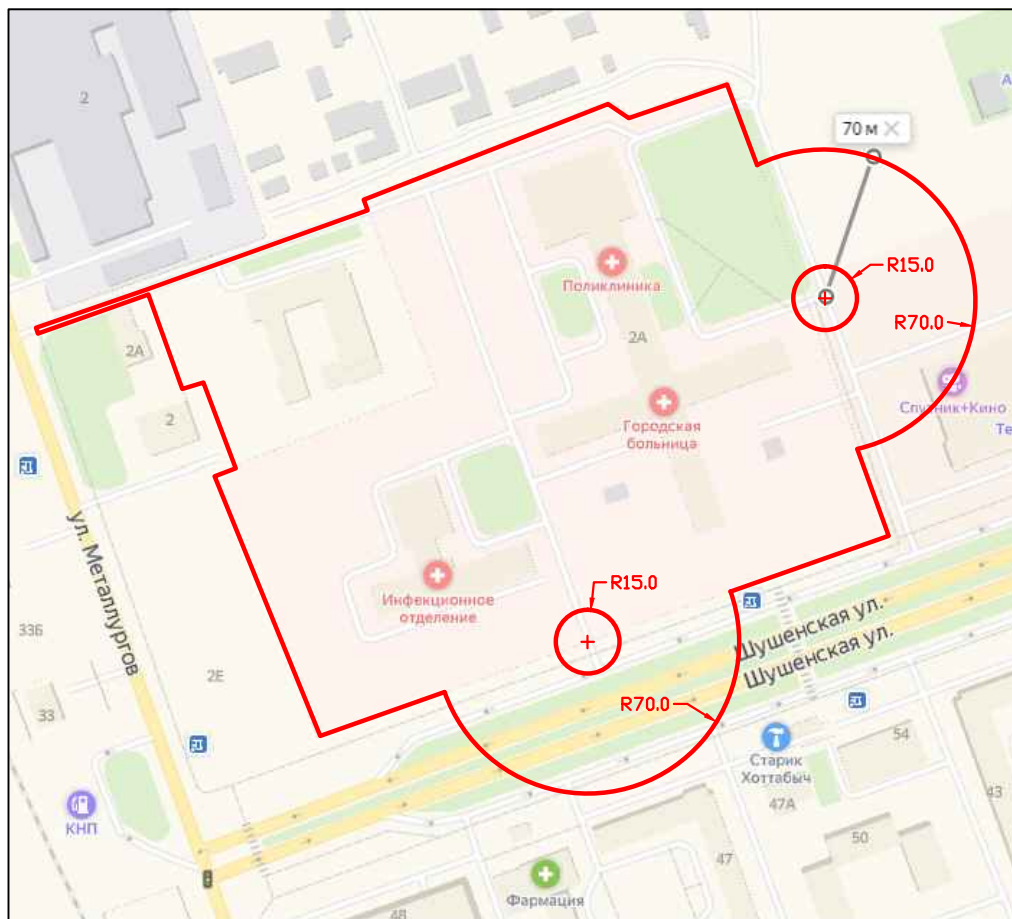 2
А
70 м
R15.0
Поликлиника
R70.0
2А
2А
Спутник+Кино
Те
2
Городская
больница
ул. Металлургов
Инфекционное
отделение
R15.0
Шушенская ул.
Шушенская ул.
33Б
2Е
33
R70.0
54
Старик
Хоттабыч
47А
43
КНП
50
47
Фармация
48